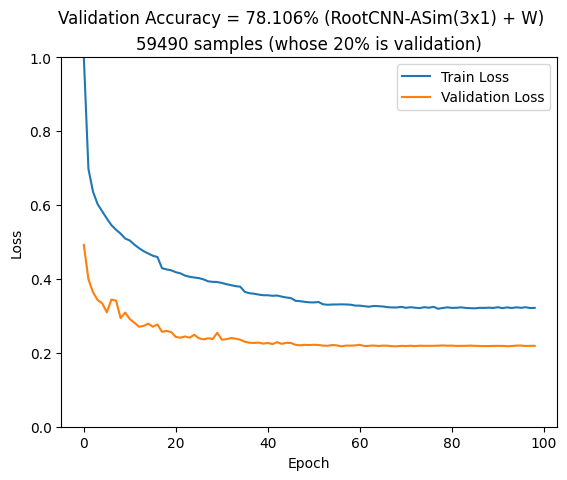 Validation Accuracy = 78.106% (RootCNN-ASim(3x1) + W)
59490 samples (whose 20% is validation)
Train Loss
Validation Loss
Loss
1.0
0.8
0.6
0.4
0.2
0.0
0 20 40 60 80 100
Epoch